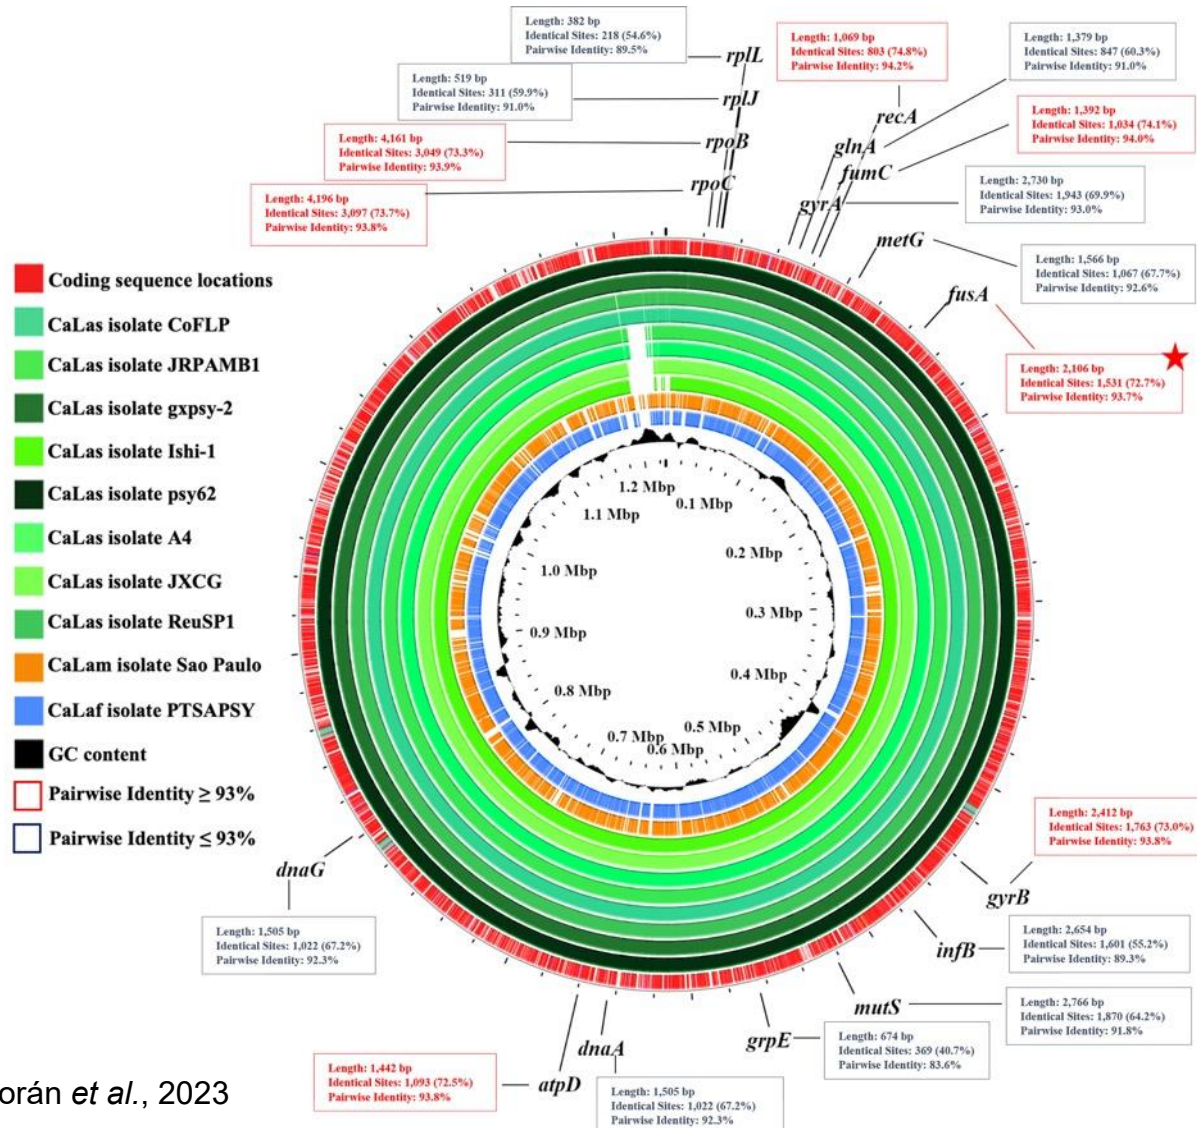 Length: 382 bp
Identical Sites: 218 (54.6%)
Pairwise Identity: 89.5%
rplL
Length: 519 bp
Identical Sites: 311 (59.9%)
Pairwise Identity: 91.0%
rplJ
Length: 4,161 bp
Identical Sites: 3,049 (73.3%)
Pairwise Identity: 93.9%
rpoB
Length: 4,196 bp
Identical Sites: 3,097 (73.7%)
Pairwise Identity: 93.8%
rpoC
Length: 1,069 bp
Identical Sites: 803 (74.8%)
Pairwise Identity: 94.2%
recA
Length: 1,379 bp
Identical Sites: 847 (60.3%)
Pairwise Identity: 91.0%
glnA
Length: 1,392 bp
Identical Sites: 1,034 (74.1%)
Pairwise Identity: 94.0%
fumC
Length: 2,730 bp
Identical Sites: 1,943 (69.9%)
Pairwise Identity: 93.0%
gyrA
metG
Length: 1,566 bp
Identical Sites: 1,067 (67.7%)
Pairwise Identity: 92.6%
fusA
Length: 2,106 bp
Identical Sites: 1,531 (72.7%)
Pairwise Identity: 93.7%
Coding sequence locations
CaLas isolate CoFLP
CaLas isolate JRPAMB1
CaLas isolate gxpsy-2
CaLas isolate Ishi-1
CaLas isolate psy62
CaLas isolate A4
CaLas isolate JXCG
CaLas isolate ReuSP1
CaLam isolate Sao Paulo
CaLaf isolate PTSAPSY
GC content
Pairwise Identity ≥ 93%
Pairwise Identity ≤ 93%
0.1 Mbp
0.2 Mbp
0.3 Mbp
0.4 Mbp
0.5 Mbp
0.6 Mbp
0.7 Mbp
0.8 Mbp
0.9 Mbp
1.0 Mbp
1.1 Mbp
1.2 Mbp
Length: 2,412 bp
Identical Sites: 1,763 (73.0%)
Pairwise Identity: 93.8%
gyrB
infB
Length: 2,654 bp
Identical Sites: 1,601 (55.2%)
Pairwise Identity: 89.3%
mutS
Length: 2,766 bp
Identical Sites: 1,870 (64.2%)
Pairwise Identity: 91.8%
grpE
Length: 674 bp
Identical Sites: 369 (40.7%)
Pairwise Identity: 83.6%
dnaA
Length: 1,505 bp
Identical Sites: 1,022 (67.2%)
Pairwise Identity: 92.3%
atpD
Length: 1,442 bp
Identical Sites: 1,093 (72.5%)
Pairwise Identity: 93.8%
dnaG
Length: 1,505 bp
Identical Sites: 1,022 (67.2%)
Pairwise Identity: 92.3%
orán et al., 2023